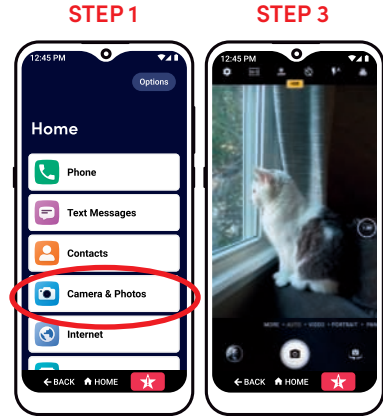 STEP 1
12:45 PM
Options
Home
Phone
Text Messages
Contacts
Camera & Photos
Internet
BACK
HOME
STEP 3
12:45 PM
MORE • AUTO • VIDEO • PORTRAIT • PAN
BACK
HOME